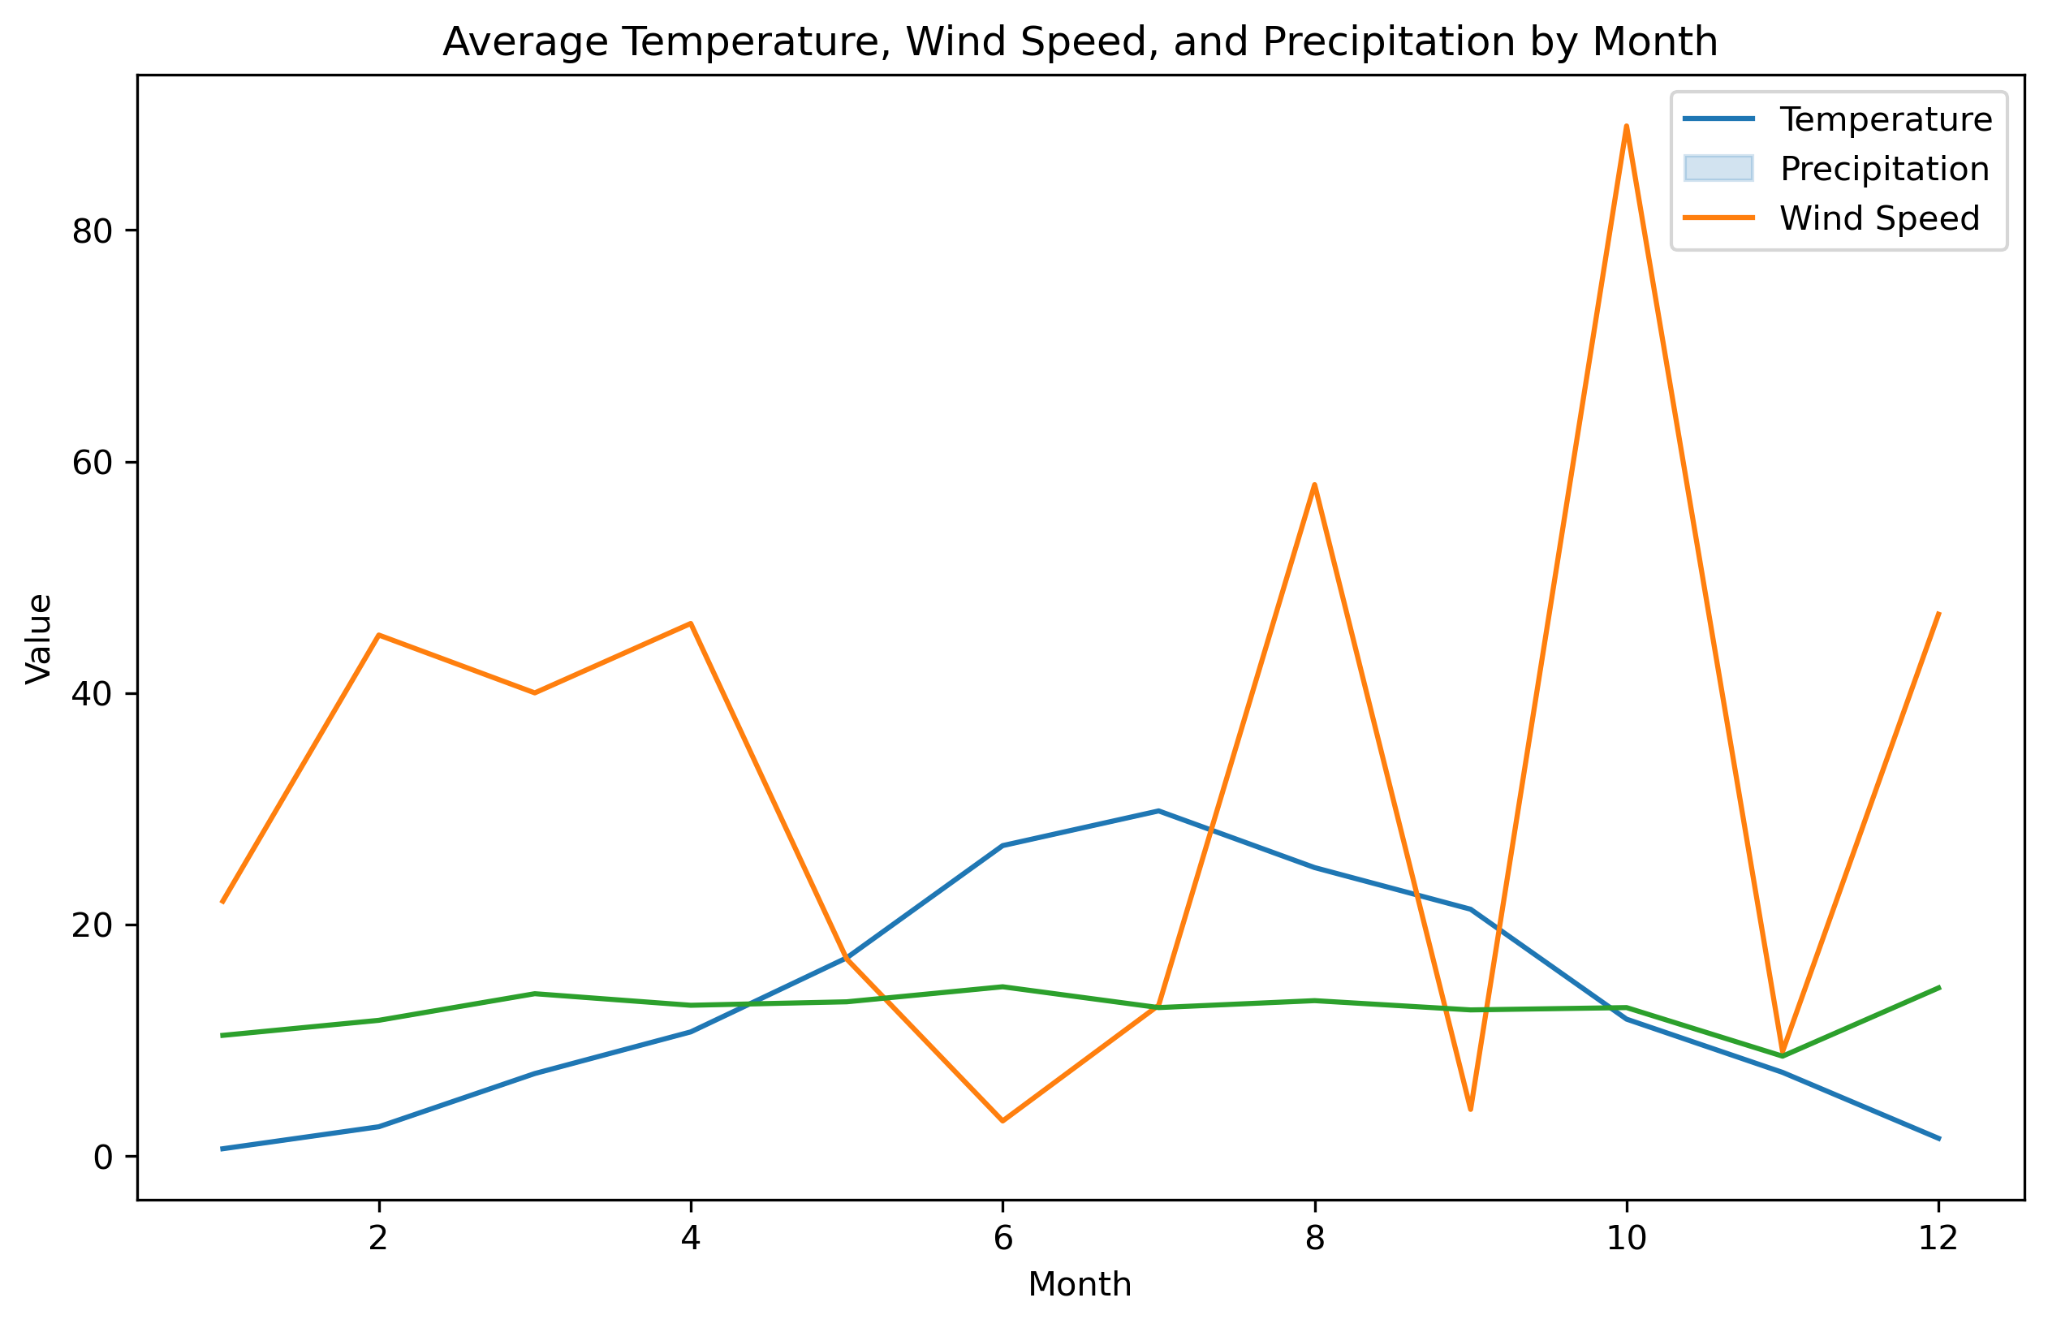 Average Temperature, Wind Speed, and Precipitation by Month
Temperature
Precipitation
Wind Speed
80
60
40
20
0
Value
2
4
6
8
10
12
Month